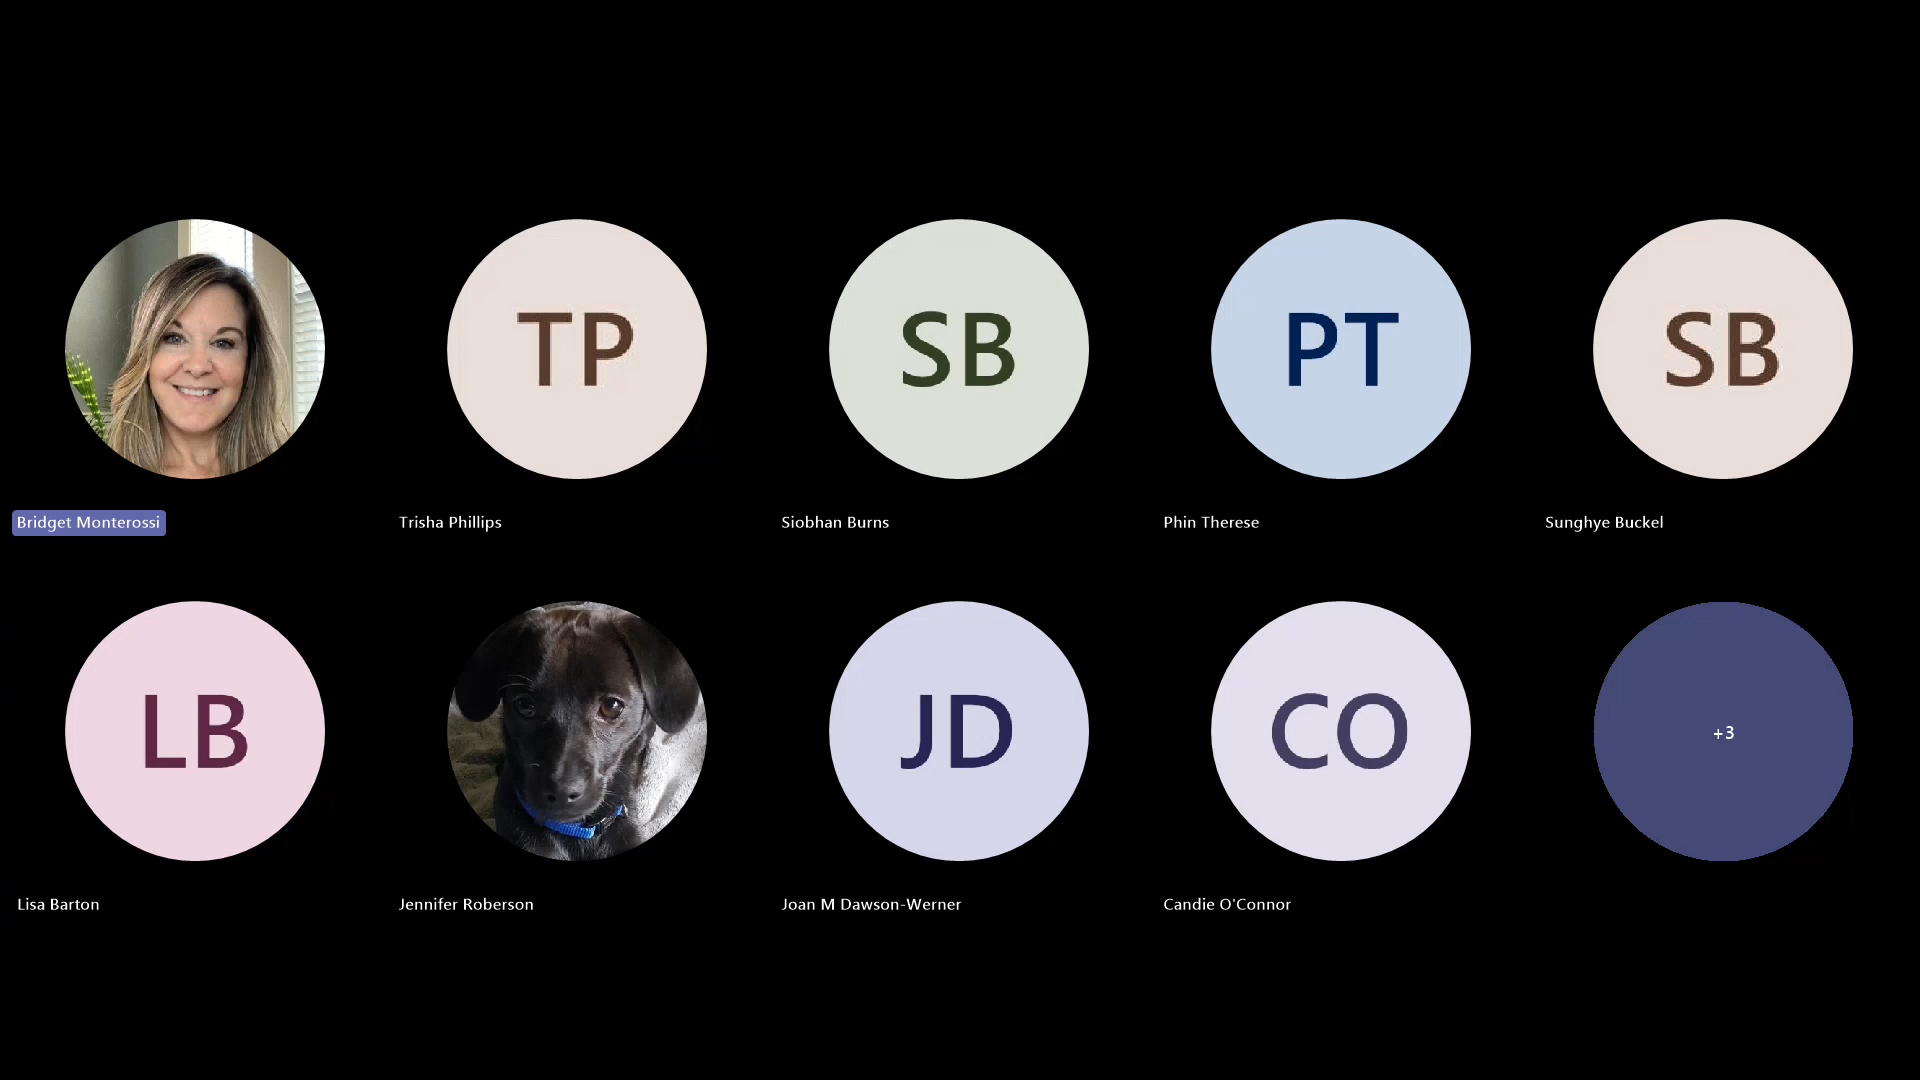 TP
SB
PT
SB
Bridget Monterossi
Trisha Phillips
Siobhan Burns
Phin Therese
Sunghye Buckel
LB
JD
CO
+3
Lisa Barton
Jennifer Roberson
Joan M Dawson-Werner
Candie O'Connor